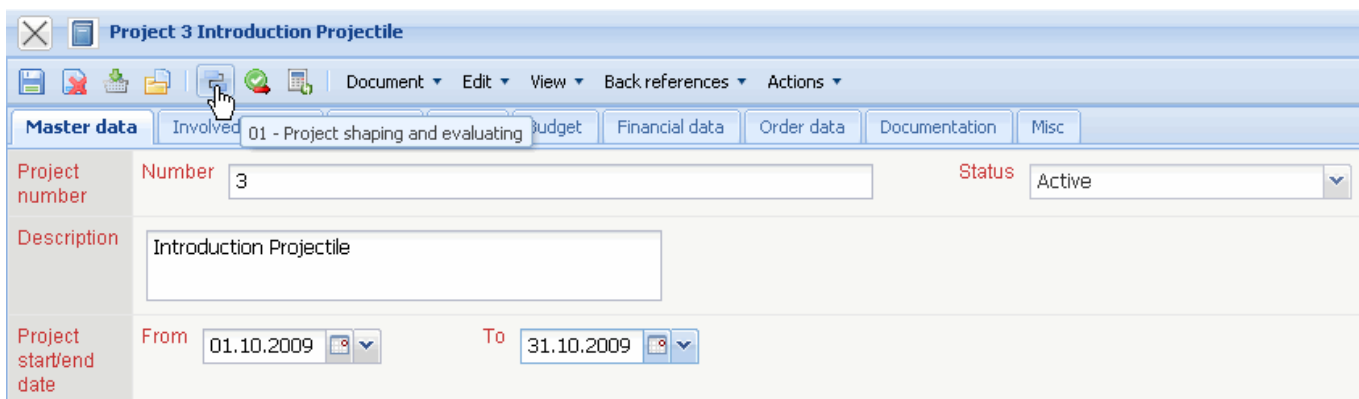 Project 3 Introduction Projectile
Document Edit View Back references Actions
Master data Involved Budget Financial data Order data Documentation Misc
01 - Project shaping and evaluating
Project number Number 3 Status Active
Description Introduction Projectile
Project start/end date From 01.10.2009 To 31.10.2009